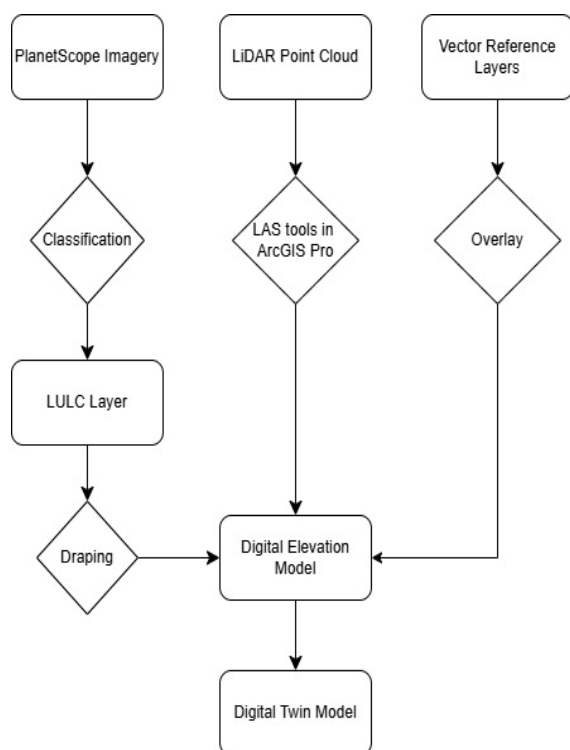 PlanetScope Imagery
LiDAR Point Cloud
Vector Reference
Layers
Classification
LAS tools in
ArcGIS Pro
Overlay
LULC Layer
Draping
Digital Elevation
Model
Digital Twin Model